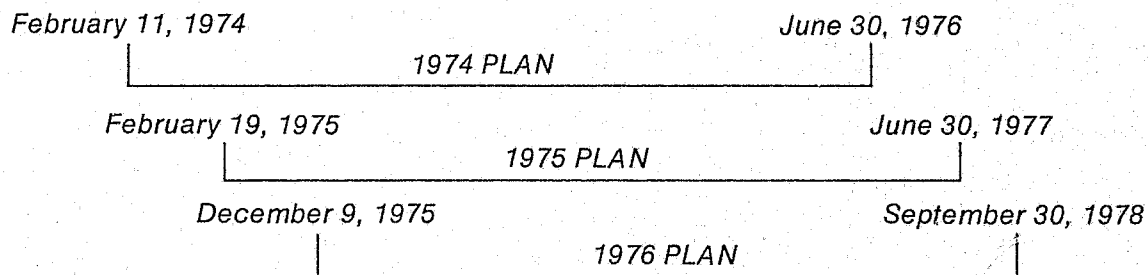 February 11, 1974 June 30, 1976
1974 PLAN
February 19, 1975 June 30, 1977
1975 PLAN
December 9, 1975 September 30, 1978
1976 PLAN